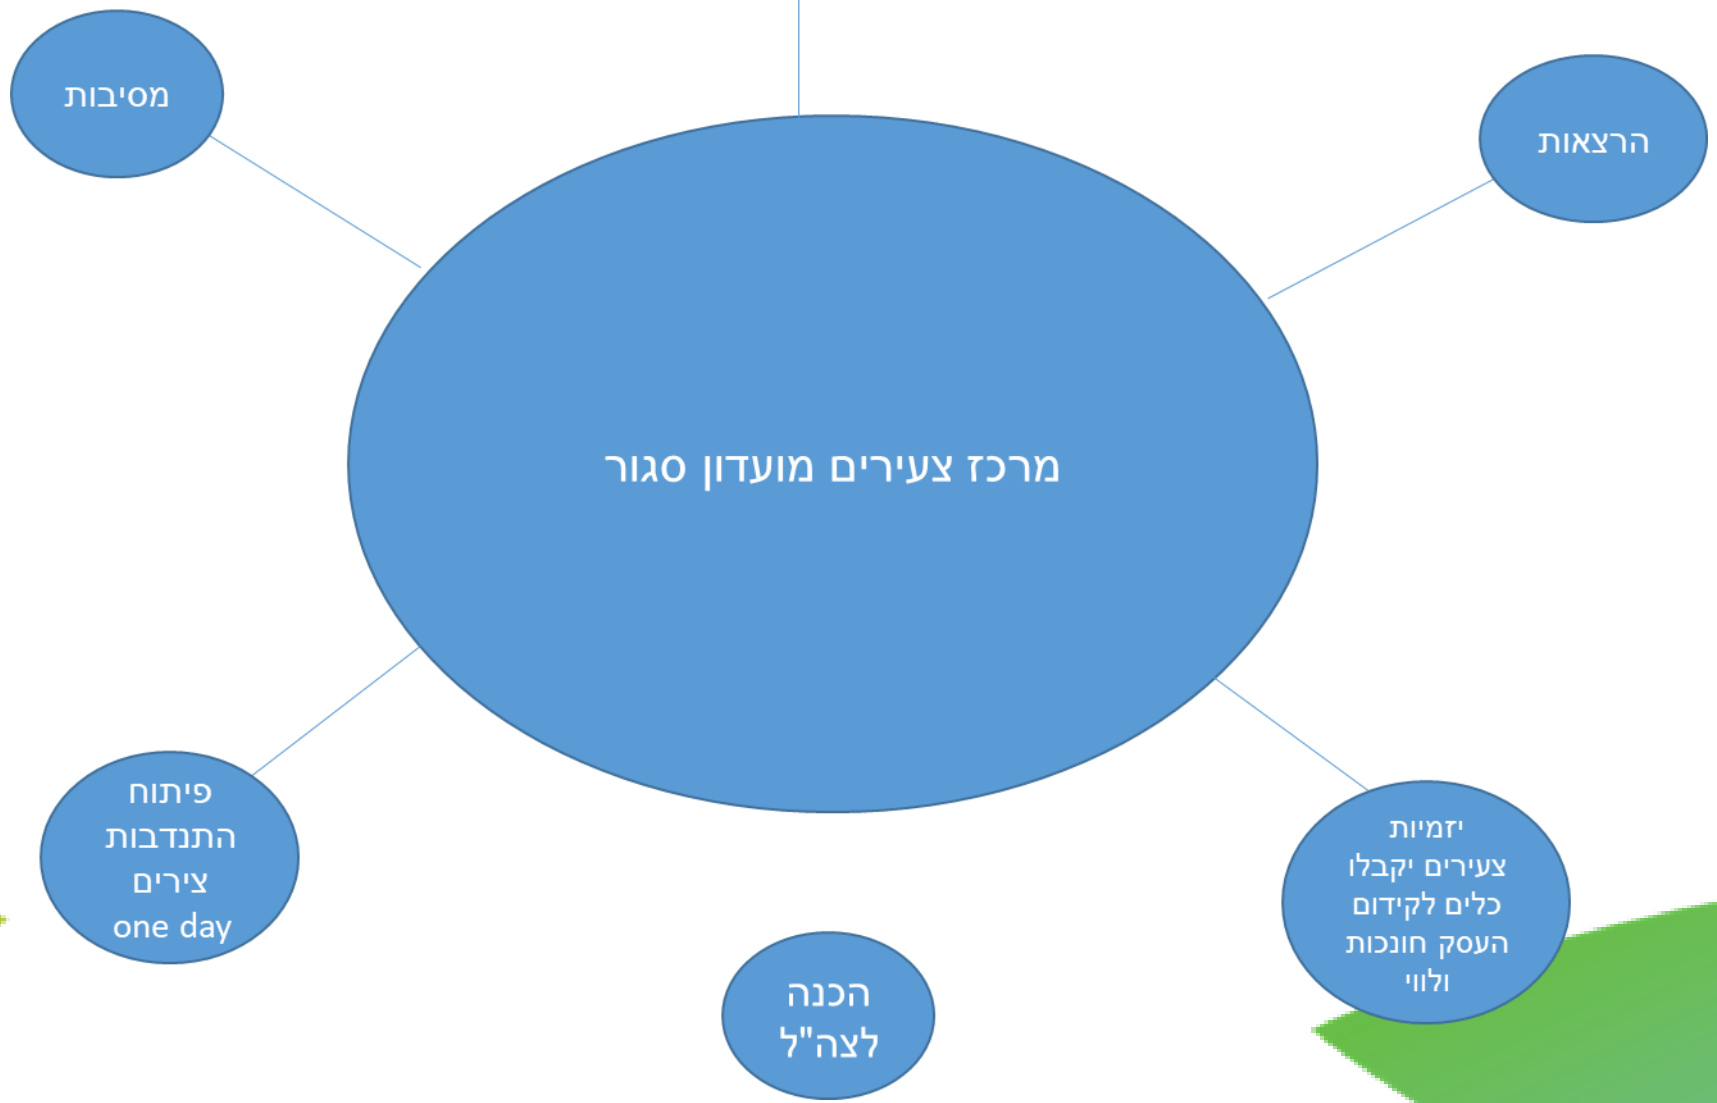 מסיבות
הרצאות
מרכז צעירים מועדון סגור
פיתוח
התנדבות
צירים
one day
יזמיות
צעירים יקבלו
כלים לקידום
העסק חונכות
ולווי
הכנה
לצה"ל